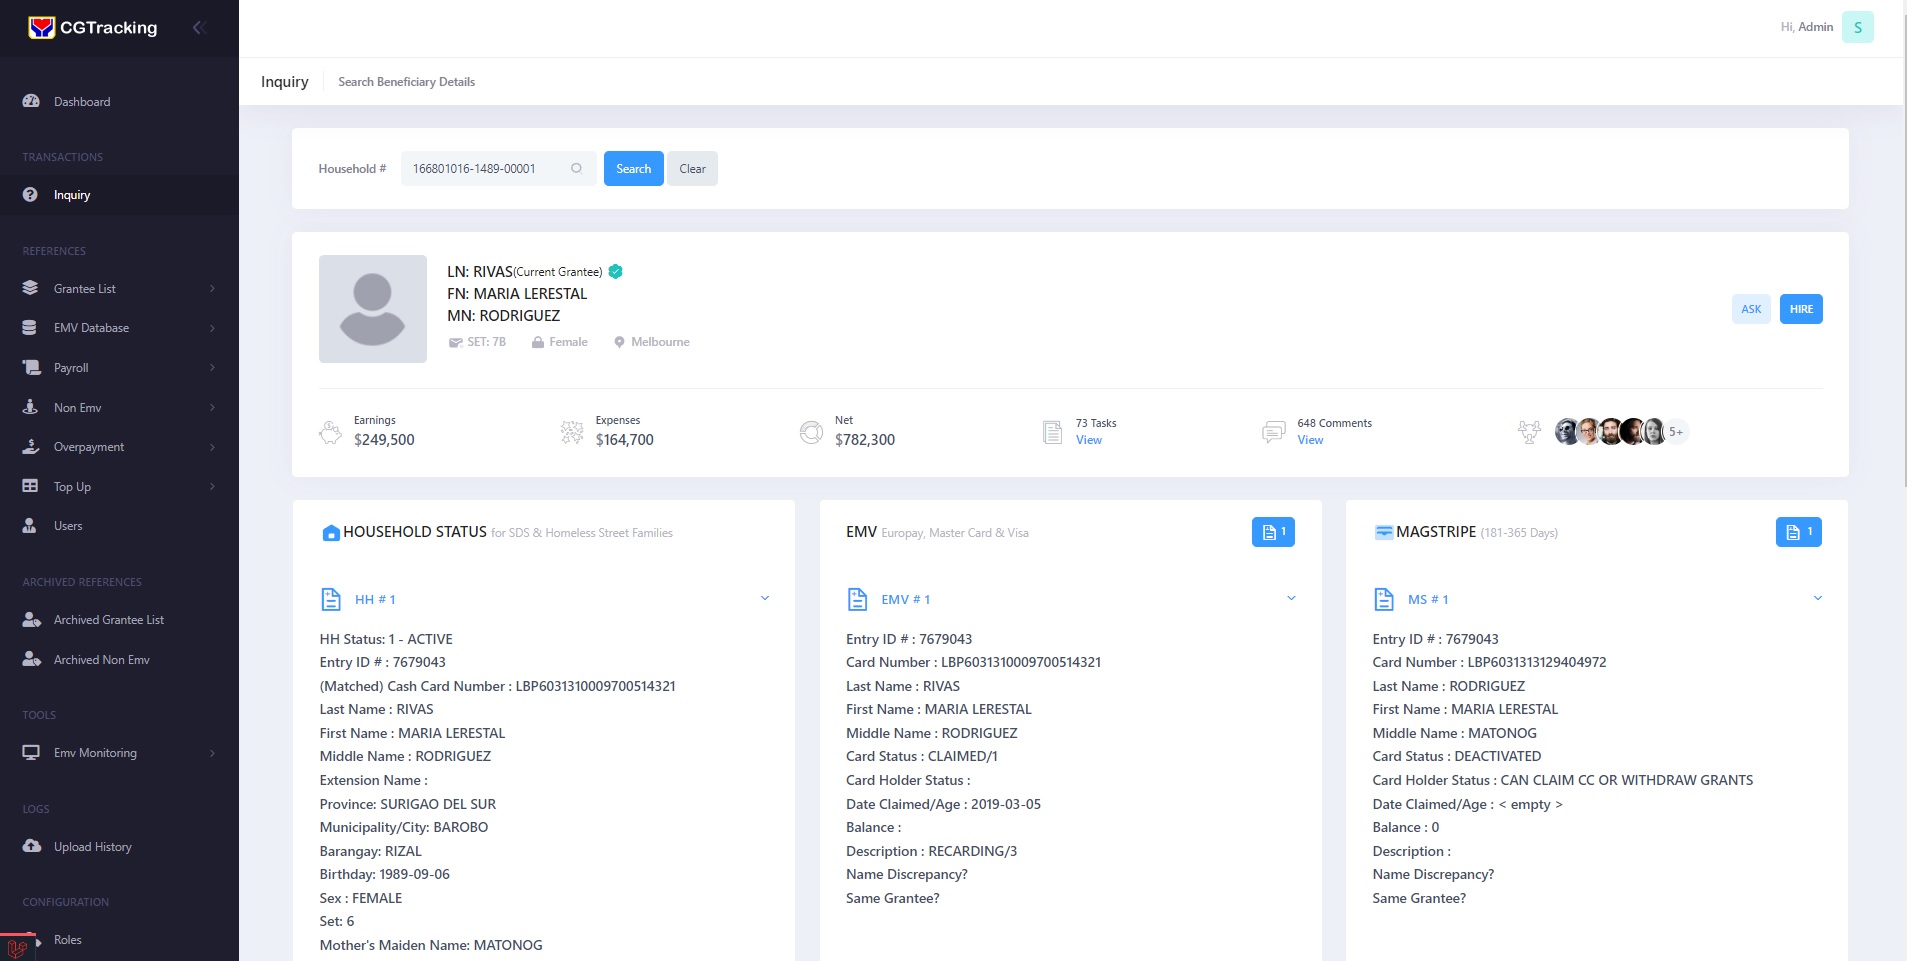 CGTracking
Hi, Admin
S
Dashboard
TRANSACTIONS
Inquiry
REFERENCES
Grantee List
EMV Database
Payroll
Non Emv
Overpayment
Top Up
Users
ARCHIVED REFERENCES
Archived Grantee List
Archived Non Emv
TOOLS
Emv Monitoring
LOGS
Upload History
CONFIGURATION
Roles
Inquiry
Search Beneficiary Details
Household #
166801016-1489-00001
Search
Clear
LN: RIVAS(Current Grantee)
FN: MARIA LERESTAL
MN: RODRIGUEZ
SET: 7B
Female
Melbourne
ASK
HIRE
Earnings
$249,500
Expenses
$164,700
Net
$782,300
73 Tasks
View
648 Comments
View
5+
HOUSEHOLD STATUS for SDS & Homeless Street Families
HH # 1
HH Status: 1 - ACTIVE
Entry ID # : 7679043
(Matched) Cash Card Number : LBP6031310009700514321
Last Name : RIVAS
First Name : MARIA LERESTAL
Middle Name : RODRIGUEZ
Extension Name :
Province: SURIGAO DEL SUR
Municipality/City: BAROBO
Barangay: RIZAL
Birthday: 1989-09-06
Sex : FEMALE
Set: 6
Mother's Maiden Name: MATONOG
EMV Europay, Master Card & Visa
1
EMV # 1
Entry ID # : 7679043
Card Number : LBP6031310009700514321
Last Name : RIVAS
First Name : MARIA LERESTAL
Middle Name : RODRIGUEZ
Card Status : CLAIMED/1
Card Holder Status :
Date Claimed/Age : 2019-03-05
Balance :
Description : RECARDING/3
Name Discrepancy?
Same Grantee?
MAGSTRIPE (181-365 Days)
1
MS # 1
Entry ID # : 7679043
Card Number : LBP6031313129404972
Last Name : RODRIGUEZ
First Name : MARIA LERESTAL
Middle Name : MATONOG
Card Status : DEACTIVATED
Card Holder Status : CAN CLAIM CC OR WITHDRAW GRANTS
Date Claimed/Age : < empty >
Balance : 0
Description :
Name Discrepancy?
Same Grantee?